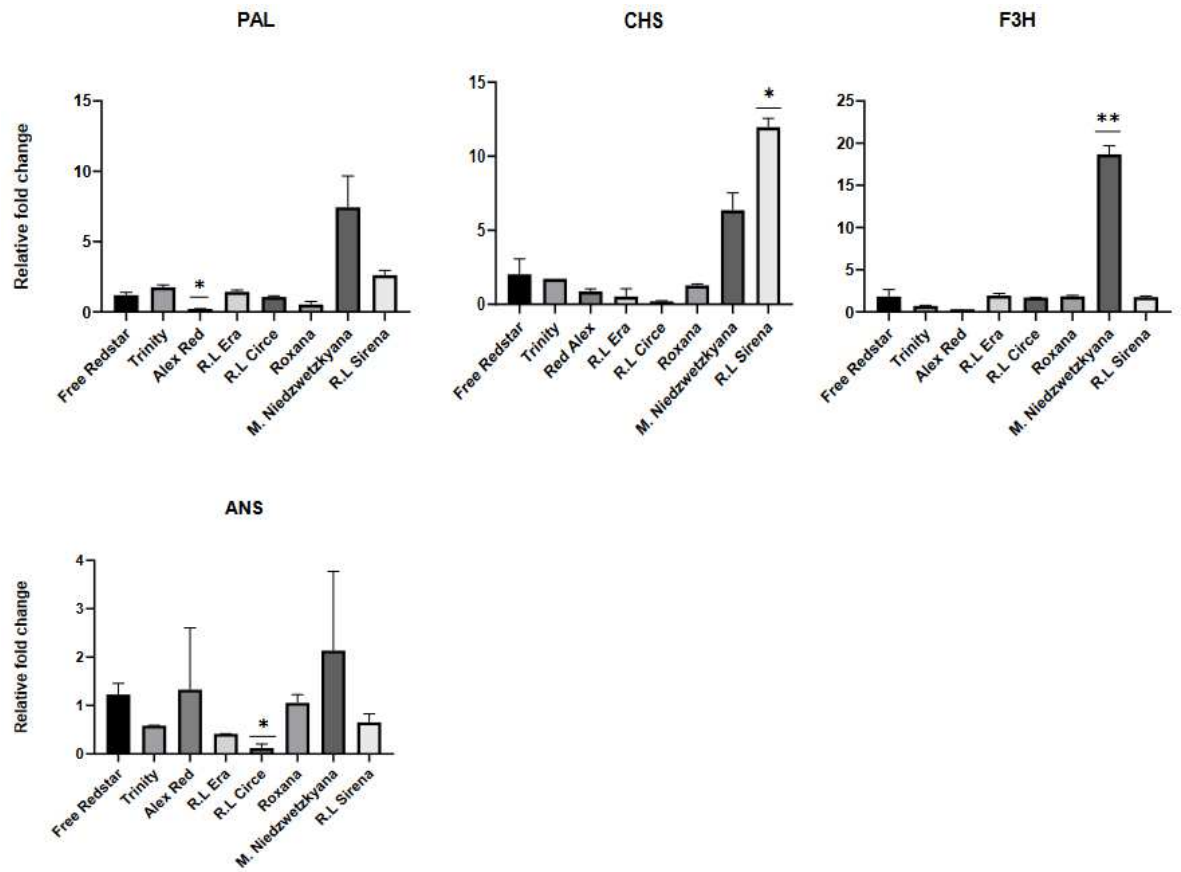 PAL
Relative fold change
15
10
5
0
*
Free Redstar
Trinity
Alex Red
R.L Era
R.L Circe
Roxana
M. Niedzwetzkyana
R.L Sirena
CHS
15
10
5
0
*
Free Redstar
Trinity
Red Alex
R.L Era
R.L Circe
Roxana
M. Niedzwetzkyana
R.L Sirena
F3H
25
20
15
10
5
0
**
Free Redstar
Trinity
Alex Red
R.L Era
R.L Circe
Roxana
M. Niedzwetzkyana
R.L Sirena
ANS
Relative fold change
4
3
2
1
0
*
Free Redstar
Trinity
Alex Red
R.L Era
R.L Circe
Roxana
M. Niedzwetzkyana
R.L Sirena